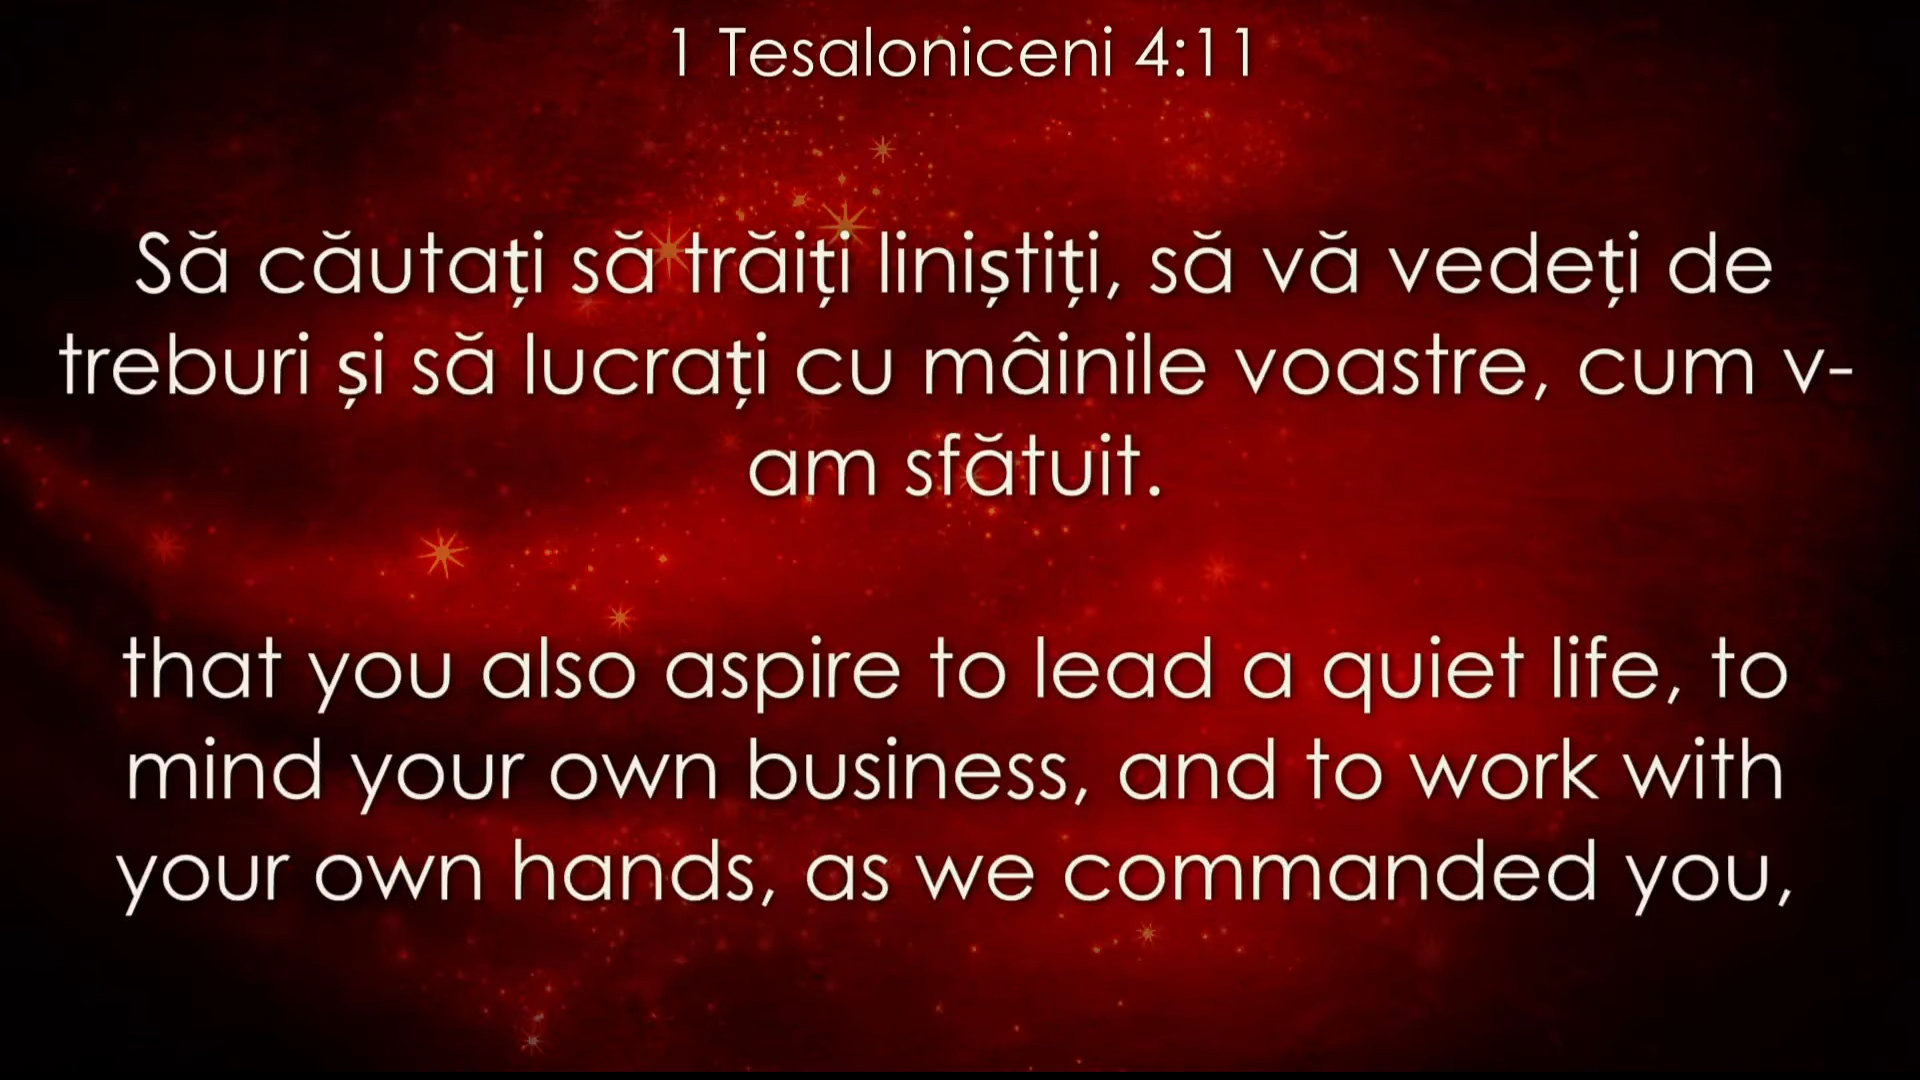 1 Tesaloniceni 4:11
Să căutați să trăiți liniștiți, să vă vedeți de
treburi și să lucrați cu mâinile voastre, cum v-
am sfătuit.
that you also aspire to lead a quiet life, to
mind your own business, and to work with
your own hands, as we commanded you,